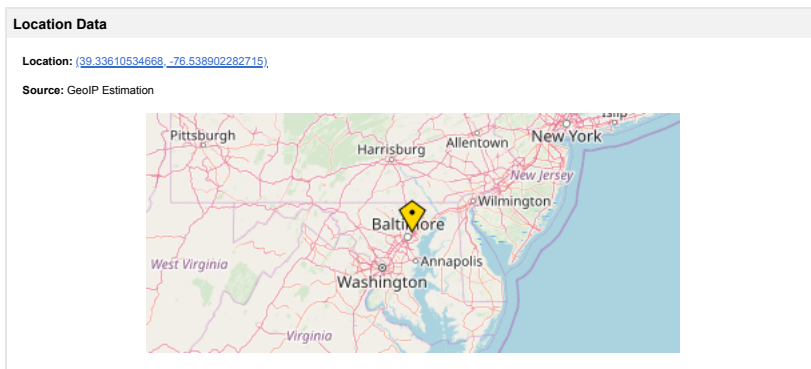 Location Data
Location: (39.33610534668, -76.538902282715)
Source: GeoIP Estimation
Islip
Pittsburgh
New York
Allentown
Harrisburg
New Jersey
Wilmington
Baltimore
Annapolis
West Virginia
Washington
Virginia